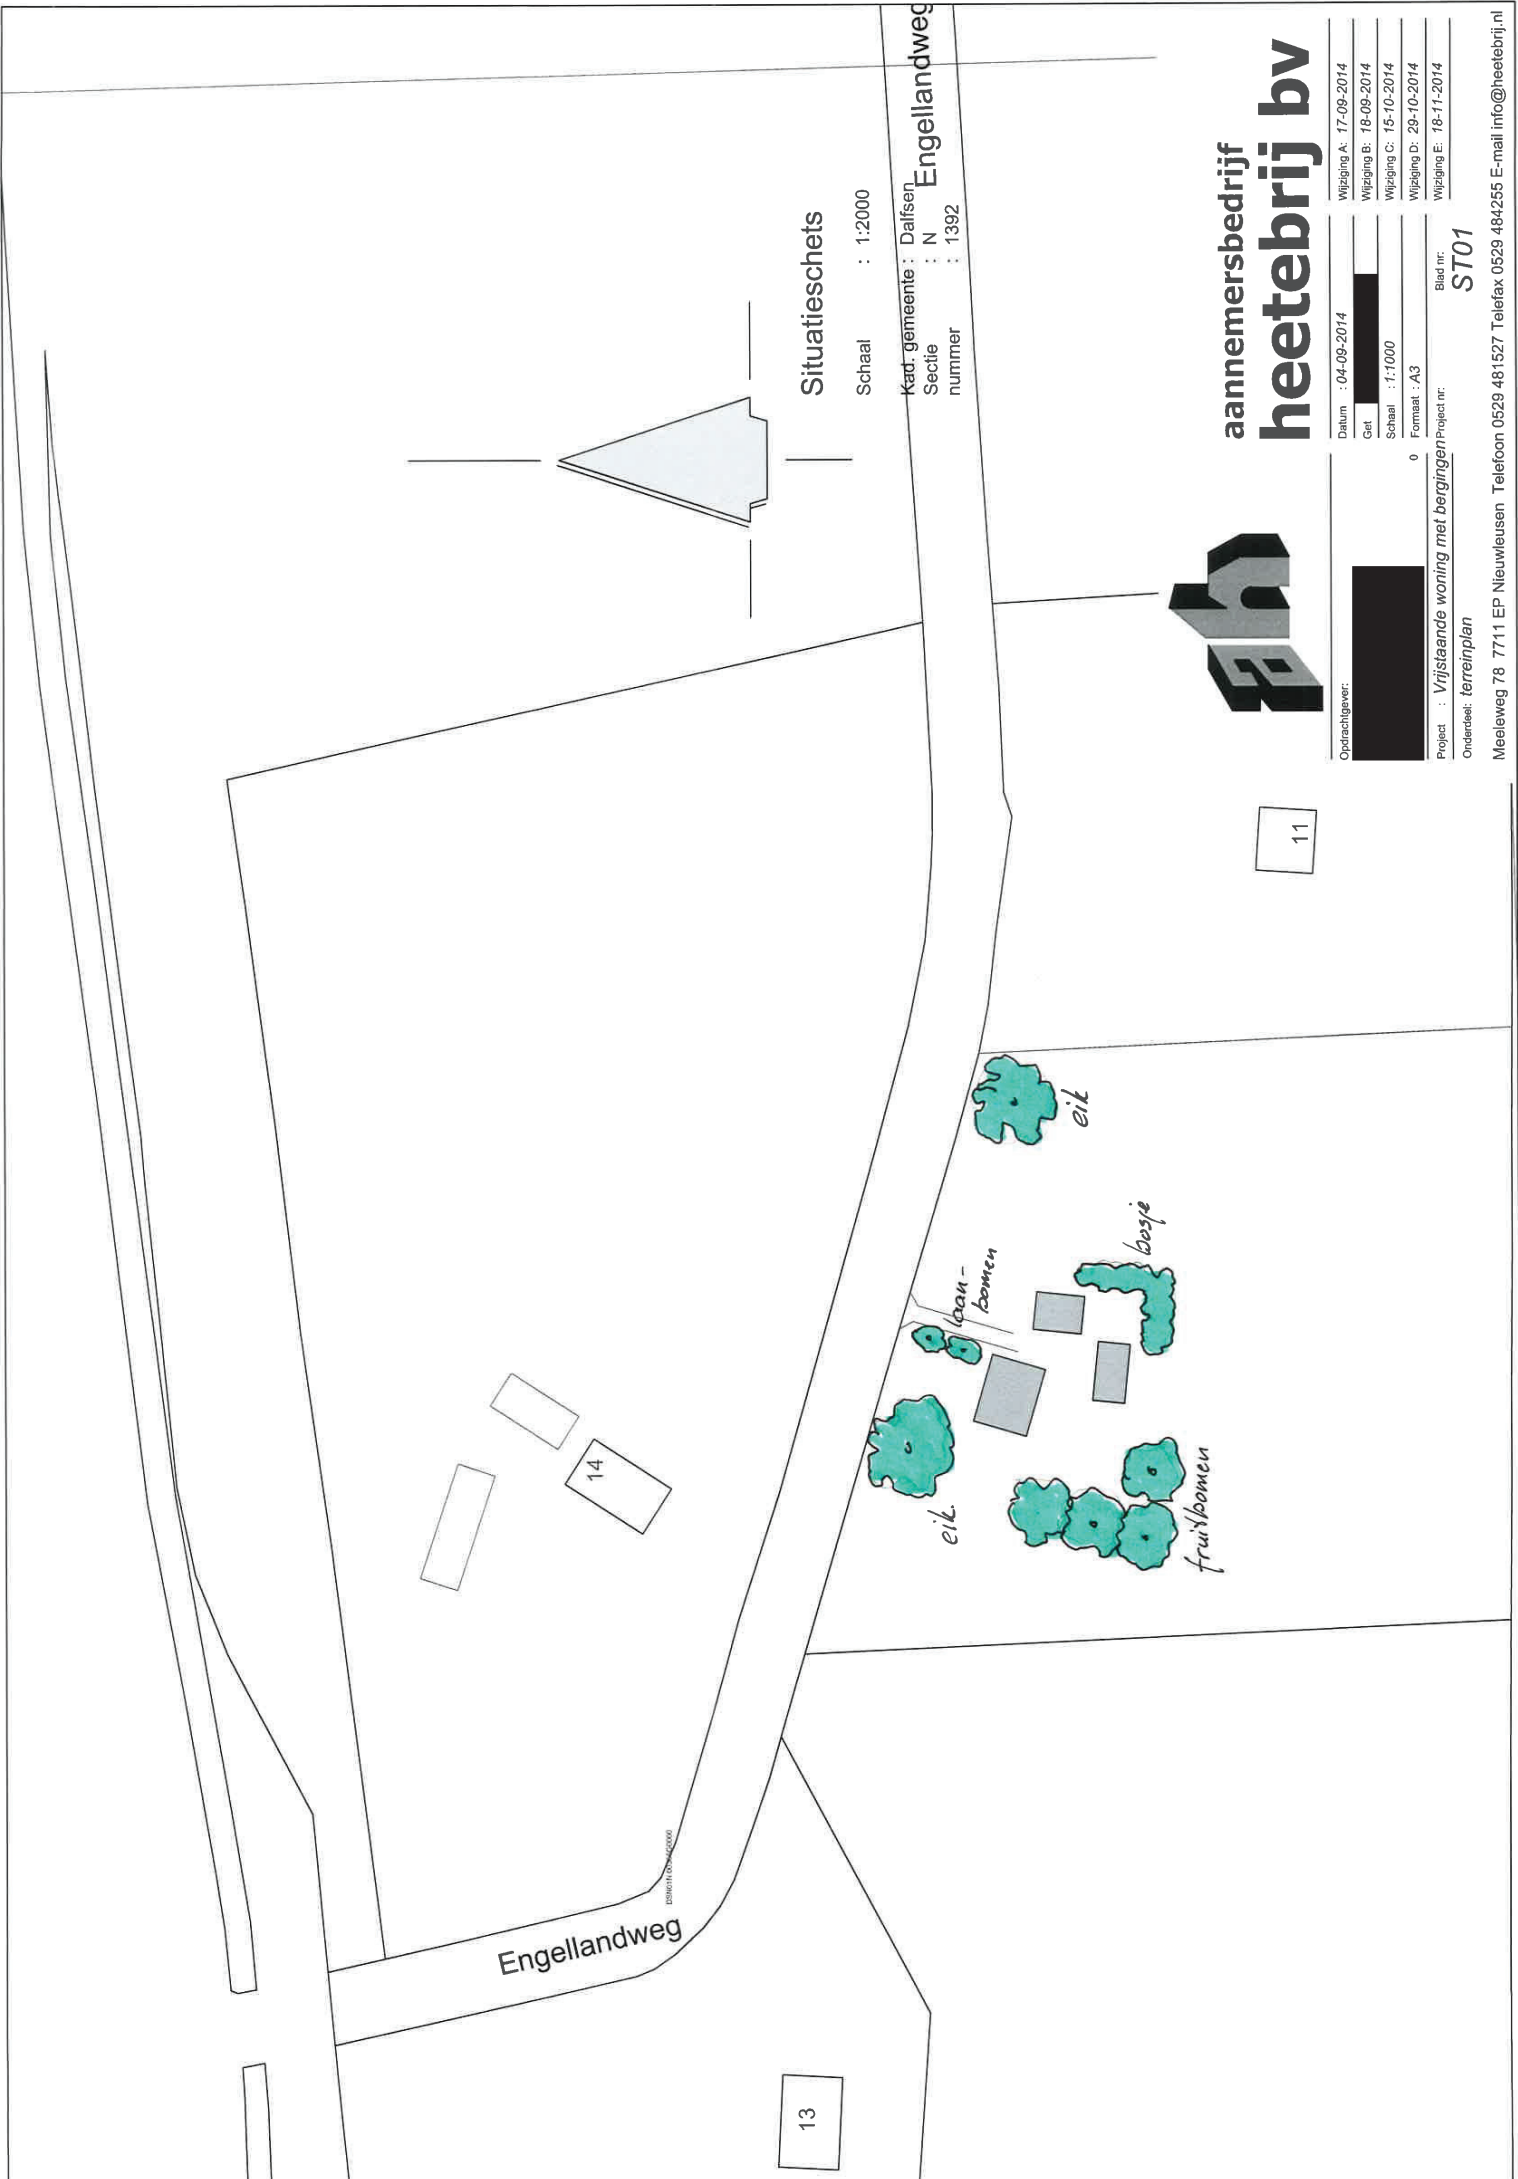 Engellandweg
Situatieschets
Schaal : 1:2000
Kad. gemeente : Dalfsen
Sectie : N
nummer : 1392
Engellandweg
14
13
11
eik
eik.
laan-
bomen
bosje
fruitbomen
Engellandweg
aannemersbedrijf
heetebrij bv
ah
Opdrachtgever:
Datum : 04-09-2014
Get
Schaal : 1:1000
0 Formaat : A3
Wijziging A: 17-09-2014
Wijziging B: 18-09-2014
Wijziging C: 15-10-2014
Wijziging D: 29-10-2014
Wijziging E: 18-11-2014
Project : Vrijstaande woning met bergingen
Project nr:
Blad nr:
Onderdeel: terreinplan
ST01
Meeleweg 78 7711 EP Nieuwleusen Telefoon 0529 481527 Telefax 0529 484255 E-mail info@heetebrij.nl